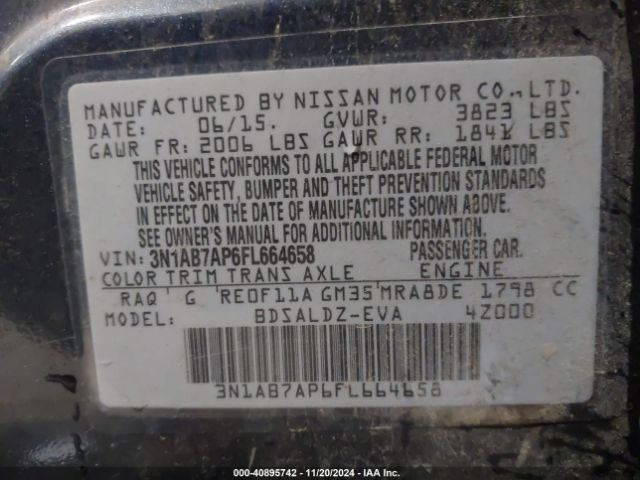 MANUFACTURED BY NISSAN MOTOR CO., LTD.
DATE: 06/15. GVWR: 3823 LBS
GAWR FR: 2006 LBS GAWR RR: 1841 LBS
THIS VEHICLE CONFORMS TO ALL APPLICABLE FEDERAL MOTOR
VEHICLE SAFETY, BUMPER AND THEFT PREVENTION STANDARDS
IN EFFECT ON THE DATE OF MANUFACTURE SHOWN ABOVE.
SEE OWNER'S MANUAL FOR ADDITIONAL INFORMATION.
VIN: 3N1AB7AP6FL664658 PASSENGER CAR.
COLOR TRIM TRANS AXLE ENGINE
RAQ G RE0F11A GM35 MRA8DE 1798 CC
MODEL: BDSALDZ-EVA 4Z000
3N1AB7AP6FL664658
000-40895742 - 11/20/2024 - IAA Inc.